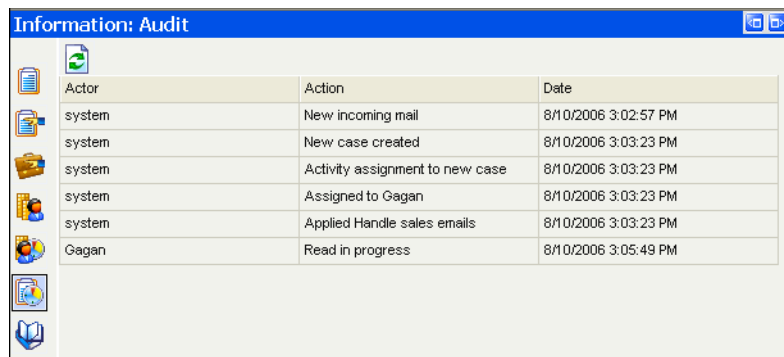 Information: Audit
Actor Action Date
system New incoming mail 8/10/2006 3:02:57 PM
system New case created 8/10/2006 3:03:23 PM
system Activity assignment to new case 8/10/2006 3:03:23 PM
system Assigned to Gagan 8/10/2006 3:03:23 PM
system Applied Handle sales emails 8/10/2006 3:03:23 PM
Gagan Read in progress 8/10/2006 3:05:49 PM